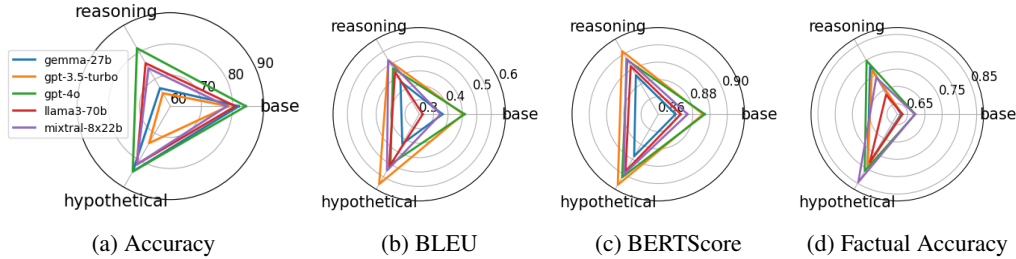 reasoning
90
80
70
60
base
hypothetical
gemma-27b
gpt-3.5-turbo
gpt-4o
llama3-70b
mixtral-8x22b
(a) Accuracy
reasoning
0.6
0.5
0.4
0.3
base
hypothetical
(b) BLEU
reasoning
0.90
0.88
0.86
base
hypothetical
(c) BERTScore
reasoning
0.85
0.75
0.65
base
hypothetical
(d) Factual Accuracy